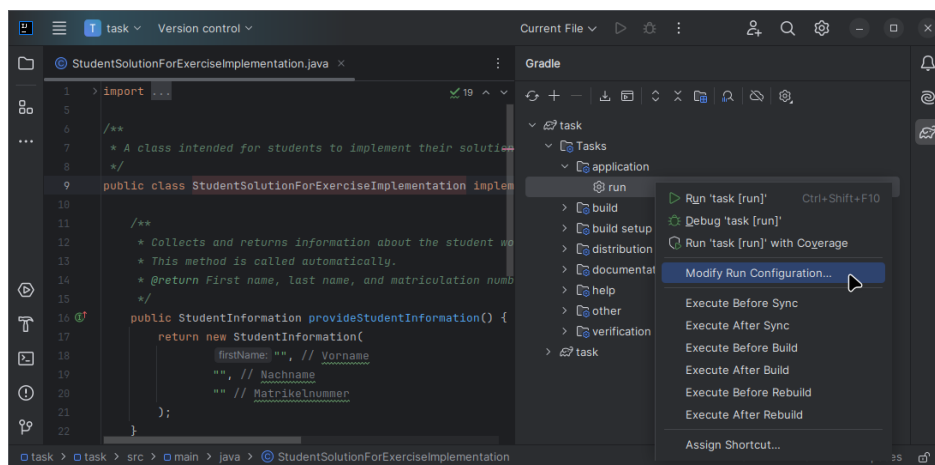 T task Version control Current File
StudentSolutionForExerciseImplementation.java
Gradle
1 import ...
19
5
6 /**
7 * A class intended for students to implement their solution
8 */
9 public class StudentSolutionForExerciseImplementation implem
10
11 /**
12 * Collects and returns information about the student wo
13 * This method is called automatically.
14 * @return First name, last name, and matriculation numb
15 */
16 public StudentInformation provideStudentInformation() {
17 return new StudentInformation(
18 firstName: "", // Vorname
19 "", // Nachname
20 "" // Matrikelnummer
21 );
22 }
task
Tasks
application
run
build
build setup
distribution
documentat
help
other
verification
task
Run 'task [run]' Ctrl+Shift+F10
Debug 'task [run]'
Run 'task [run]' with Coverage
Modify Run Configuration...
Execute Before Sync
Execute After Sync
Execute Before Build
Execute After Build
Execute Before Rebuild
Execute After Rebuild
Assign Shortcut...
task > task > src > main > java > StudentSolutionForExerciseImplementation